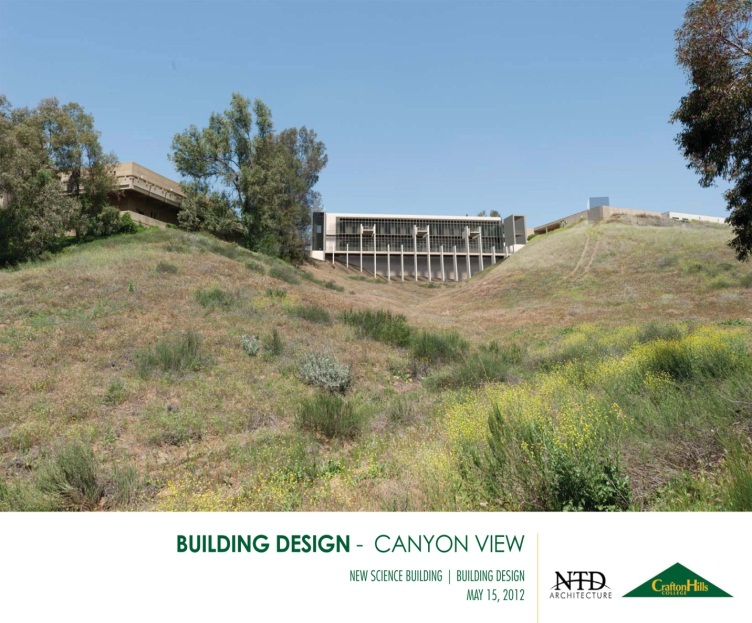 BUILDING DESIGN - CANYON VIEW
NEW SCIENCE BUILDING | BUILDING DESIGN
MAY 15, 2012
NTD
ARCHITECTURE
CraftonHills
COLLEGE